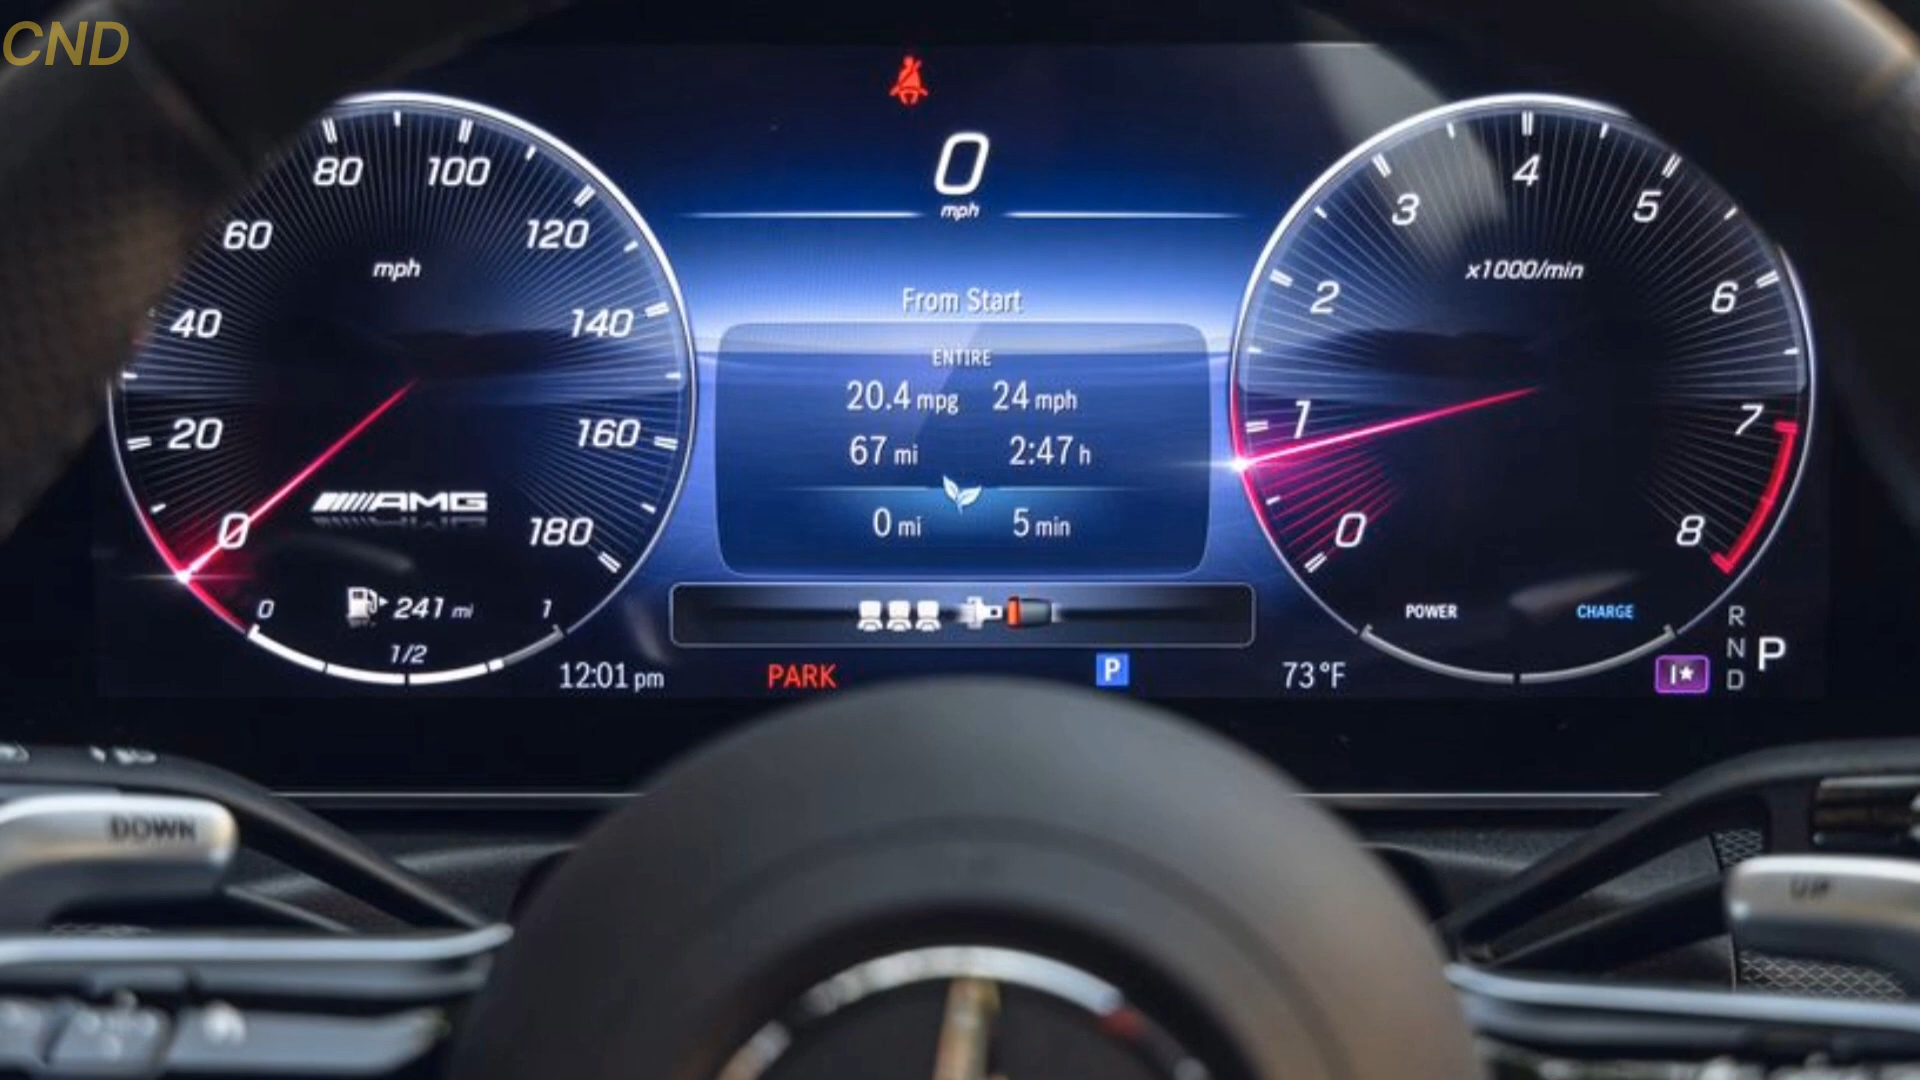 CND
0
mph
80 100
60 120
40 140
20 160
0 180
mph
AMG
241 mi
0 1/2 1
12:01 pm
PARK
From Start
ENTIRE
20.4 mpg 24 mph
67 mi 2:47 h
0 mi 5 min
P
73°F
4
3 5
2 6
1 7
0 8
x1000/min
POWER CHARGE
R
N P
D
I★
DOWN
UP